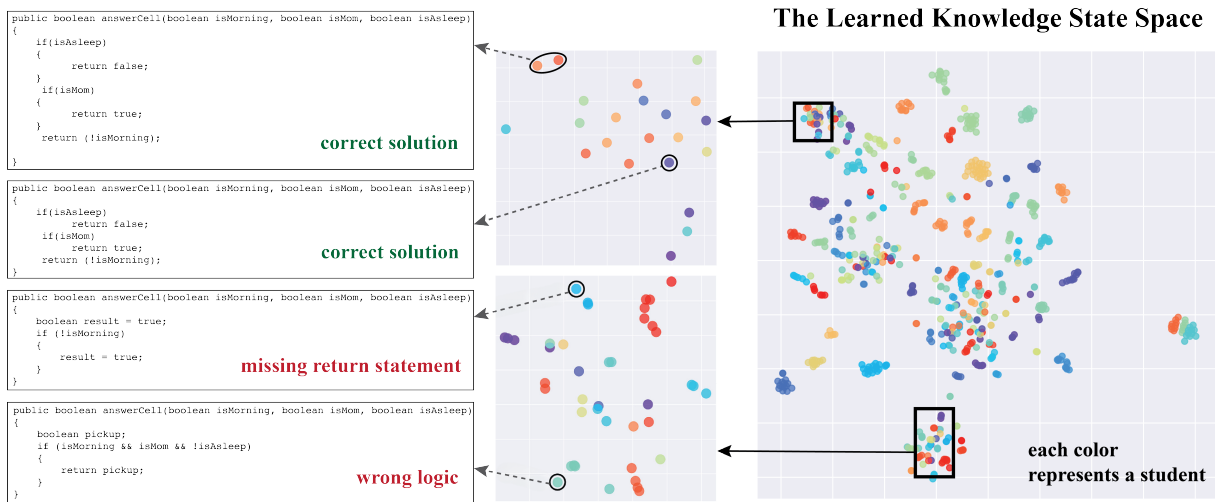 The Learned Knowledge State Space
public boolean answerCell(boolean isMorning, boolean isMom, boolean isAsleep)
{
if(isAsleep)
{
return false;
}
if(isMom)
{
return true;
}
return (!isMorning);
}
correct solution
public boolean answerCell(boolean isMorning, boolean isMom, boolean isAsleep)
{
if(isAsleep)
return false;
if(isMom)
return true;
return (!isMorning);
}
correct solution
public boolean answerCell(boolean isMorning, boolean isMom, boolean isAsleep)
{
boolean result = true;
if (!isMorning)
{
result = true;
}
}
missing return statement
public boolean answerCell(boolean isMorning, boolean isMom, boolean isAsleep)
{
boolean pickup;
if (isMorning && isMom && !isAsleep)
{
return pickup;
}
}
wrong logic
each color
represents a student